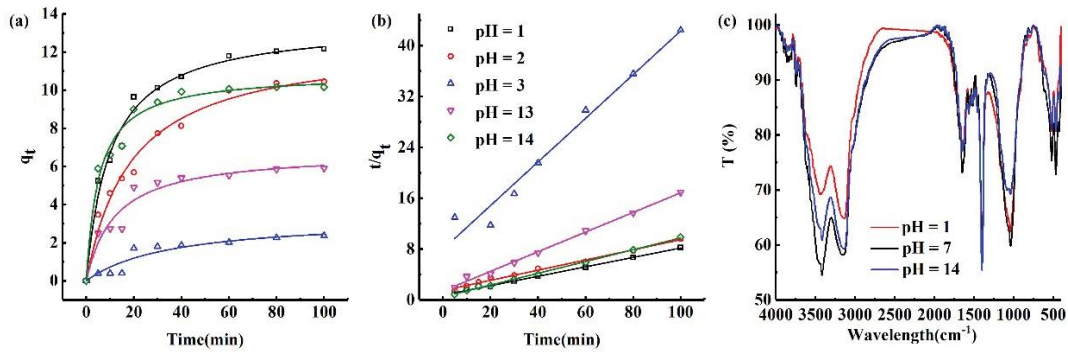 (a)
14
12
10
8
6
4
2
0
qt
0 20 40 60 80 100
Time(min)
(b)
40
32
24
16
8
0
t/qt
pH = 1
pH = 2
pH = 3
pH = 13
pH = 14
0 20 40 60 80 100
Time(min)
(c)
100
90
80
70
60
50
T (%)
pH = 1
pH = 7
pH = 14
4000 3500 3000 2500 2000 1500 1000 500
Wavelength(cm-1)